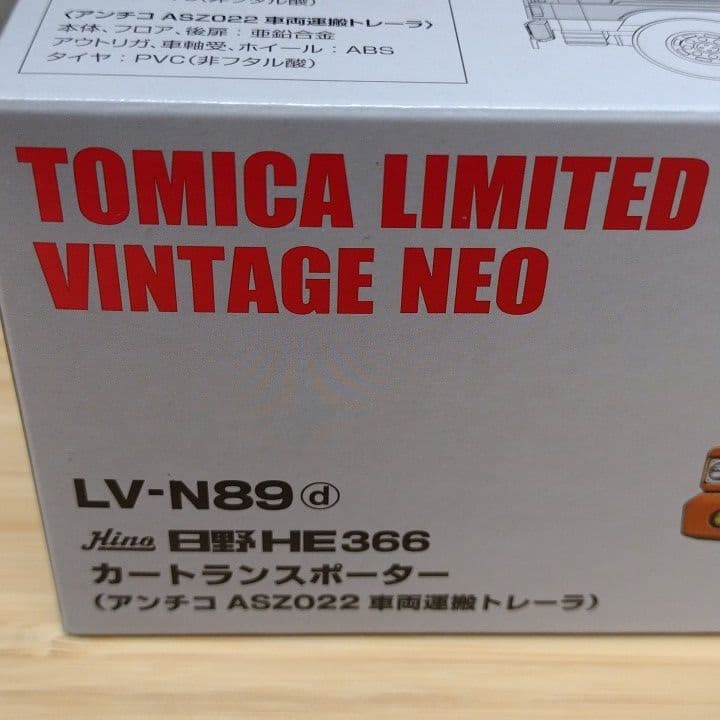 〈アンチコ ASZ022 車両運搬トレーラ〉
本体、フロア、後扉：亜鉛合金
アウトリガ、車軸受、ホイール：ABS
タイヤ：PVC(非フタル酸)
TOMICA LIMITED
VINTAGE NEO
LV-N89ⓓ
Hino 日野HE366
カートランスポーター
〈アンチコ ASZ022 車両運搬トレーラ〉